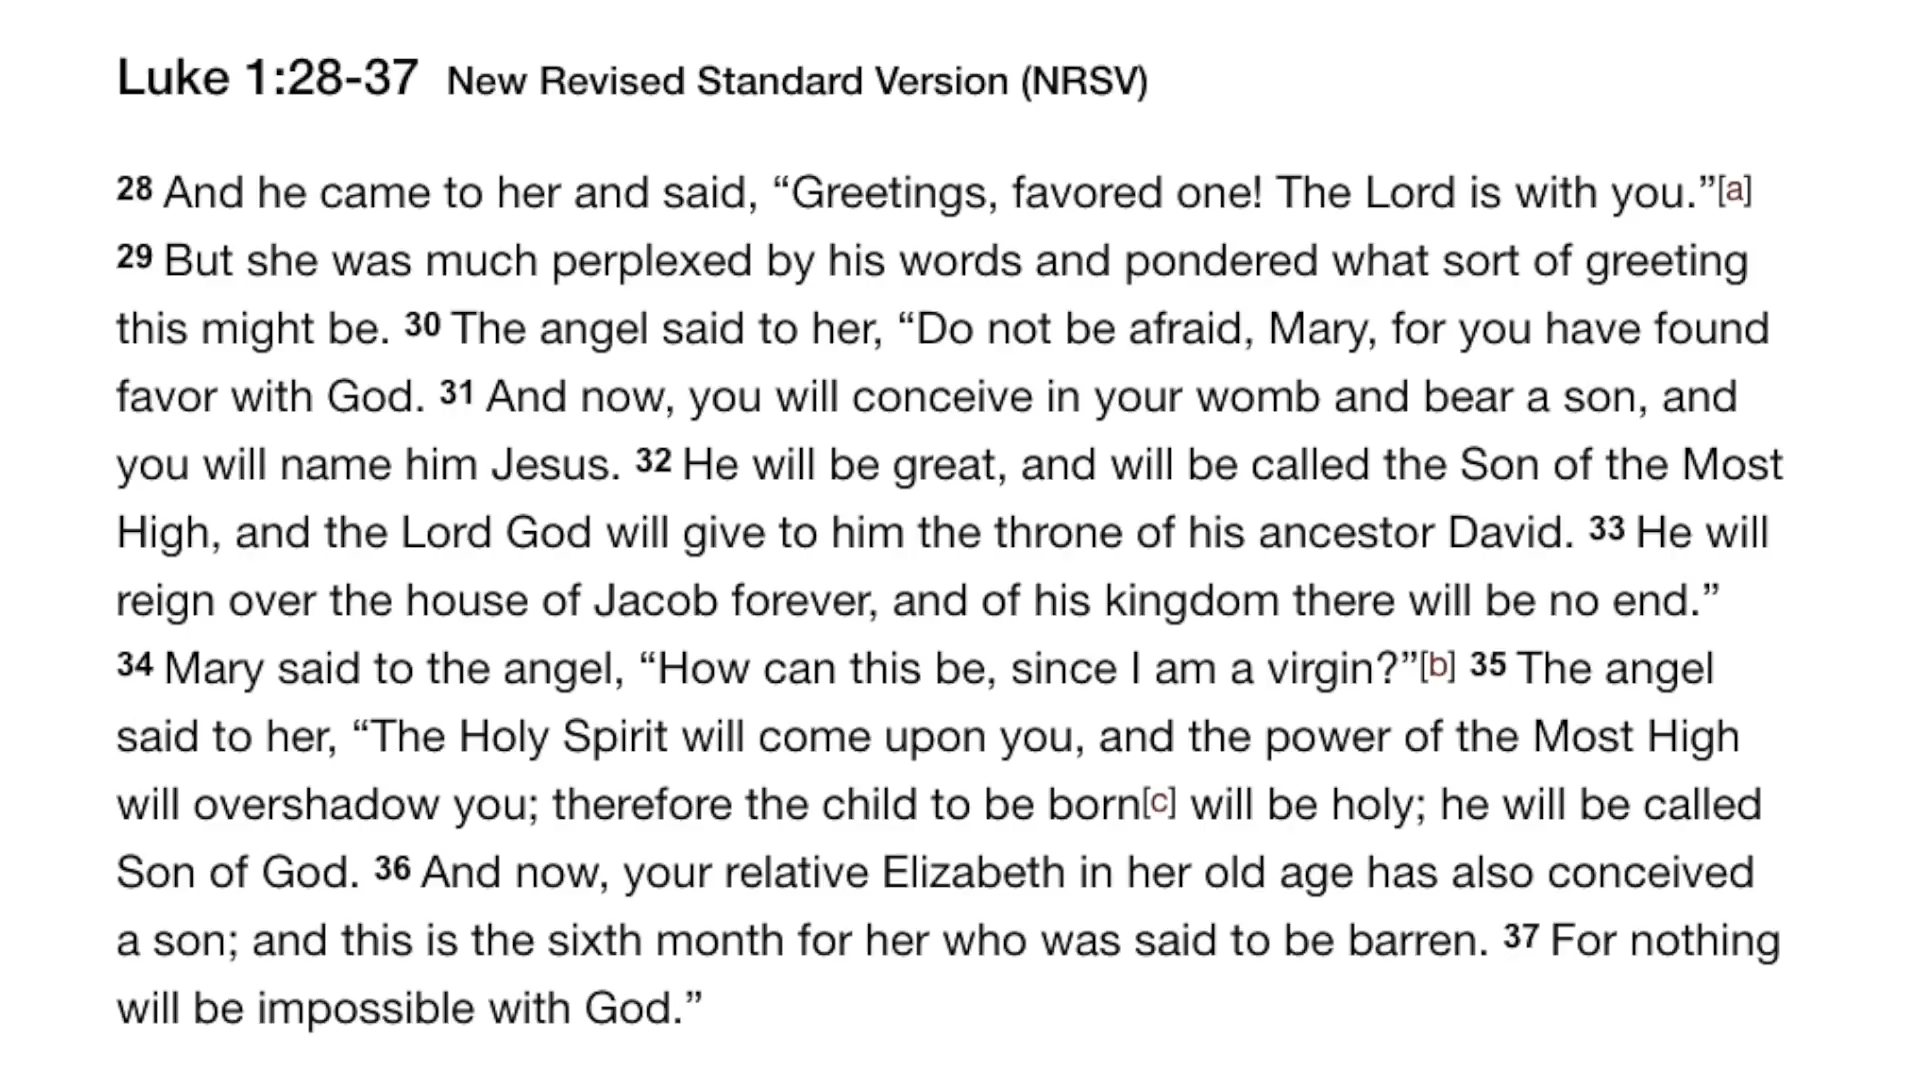 Luke 1:28-37 New Revised Standard Version (NRSV)
28 And he came to her and said, “Greetings, favored one! The Lord is with you.”[a]
29 But she was much perplexed by his words and pondered what sort of greeting
this might be. 30 The angel said to her, “Do not be afraid, Mary, for you have found
favor with God. 31 And now, you will conceive in your womb and bear a son, and
you will name him Jesus. 32 He will be great, and will be called the Son of the Most
High, and the Lord God will give to him the throne of his ancestor David. 33 He will
reign over the house of Jacob forever, and of his kingdom there will be no end.”
34 Mary said to the angel, “How can this be, since I am a virgin?”[b] 35 The angel
said to her, “The Holy Spirit will come upon you, and the power of the Most High
will overshadow you; therefore the child to be born[c] will be holy; he will be called
Son of God. 36 And now, your relative Elizabeth in her old age has also conceived
a son; and this is the sixth month for her who was said to be barren. 37 For nothing
will be impossible with God.”